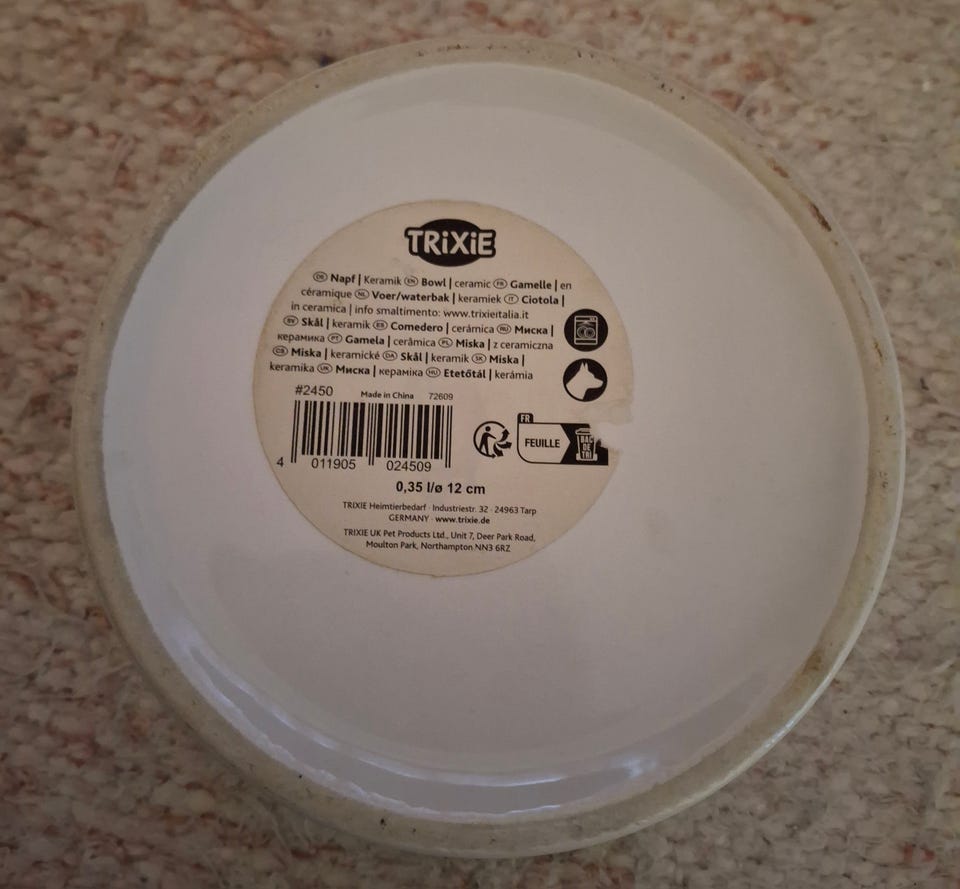 TRiXiE
DE Napf | Keramik EN Bowl | ceramic FR Gamelle | en
céramique NL Voer/waterbak | keramiek IT Ciotola |
in ceramica | info smaltimento: www.trixieitalia.it
SV Skål | keramik ES Comedero | cerámica RU Миска |
керамика PT Gamela | cerâmica PL Miska | z ceramiczna
CS Miska | keramické DA Skål | keramik SK Miska |
keramika UK Миска | кераміка HU Etetőtál | kerámia
#2450 Made in China 72609
4 011905 024509
FR
FEUILLE
BAC
DE
TRI
0,35 l/ø 12 cm
TRIXIE Heimtierbedarf · Industriestr. 32 · 24963 Tarp
GERMANY · www.trixie.de
TRIXIE UK Pet Products Ltd., Unit 7, Deer Park Road,
Moulton Park, Northampton NN3 6RZ